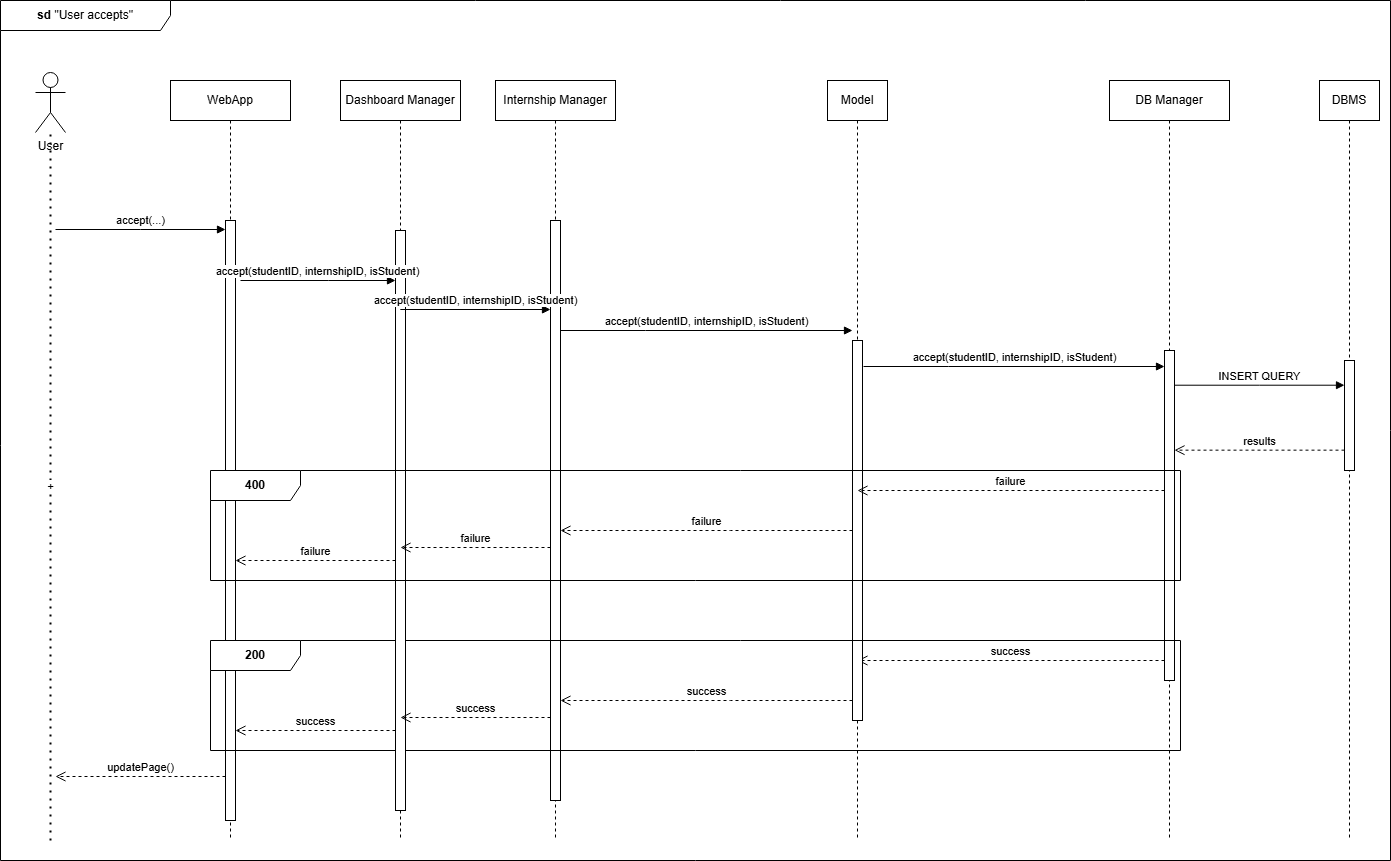 sd "User accepts"
User
WebApp
Dashboard Manager
Internship Manager
Model
DB Manager
DBMS
accept(...)
accept(studentID, internshipID, isStudent)
accept(studentID, internshipID, isStudent)
accept(studentID, internshipID, isStudent)
accept(studentID, internshipID, isStudent)
INSERT QUERY
results
400
failure
failure
failure
failure
200
success
success
success
success
updatePage()